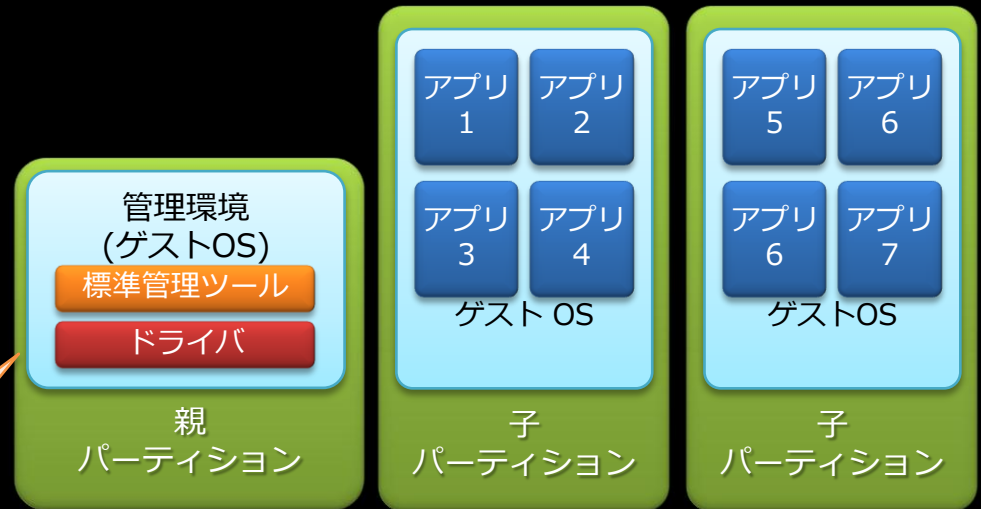 管理環境
(ゲストOS)
標準管理ツール
ドライバ
親
パーティション
アプリ
1
アプリ
2
アプリ
3
アプリ
4
ゲスト OS
子
パーティション
アプリ
5
アプリ
6
アプリ
6
アプリ
7
ゲストOS
子
パーティション